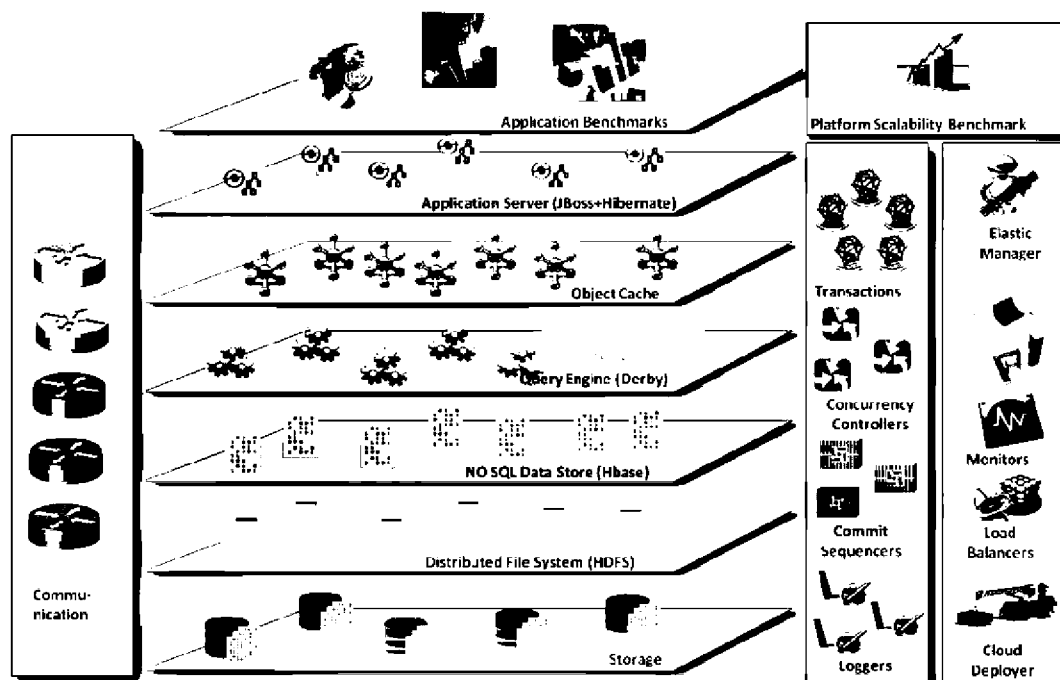 Application Benchmarks
Platform Scalability Benchmark
Application Server (JBoss+Hibernate)
Object Cache
Query Engine (Derby)
NO SQL Data Store (Hbase)
Distributed File System (HDFS)
Storage
Commu-
nication
Transactions
Concurrency
Controllers
Commit
Sequencers
Loggers
Elastic
Manager
Monitors
Load
Balancers
Cloud
Deployer